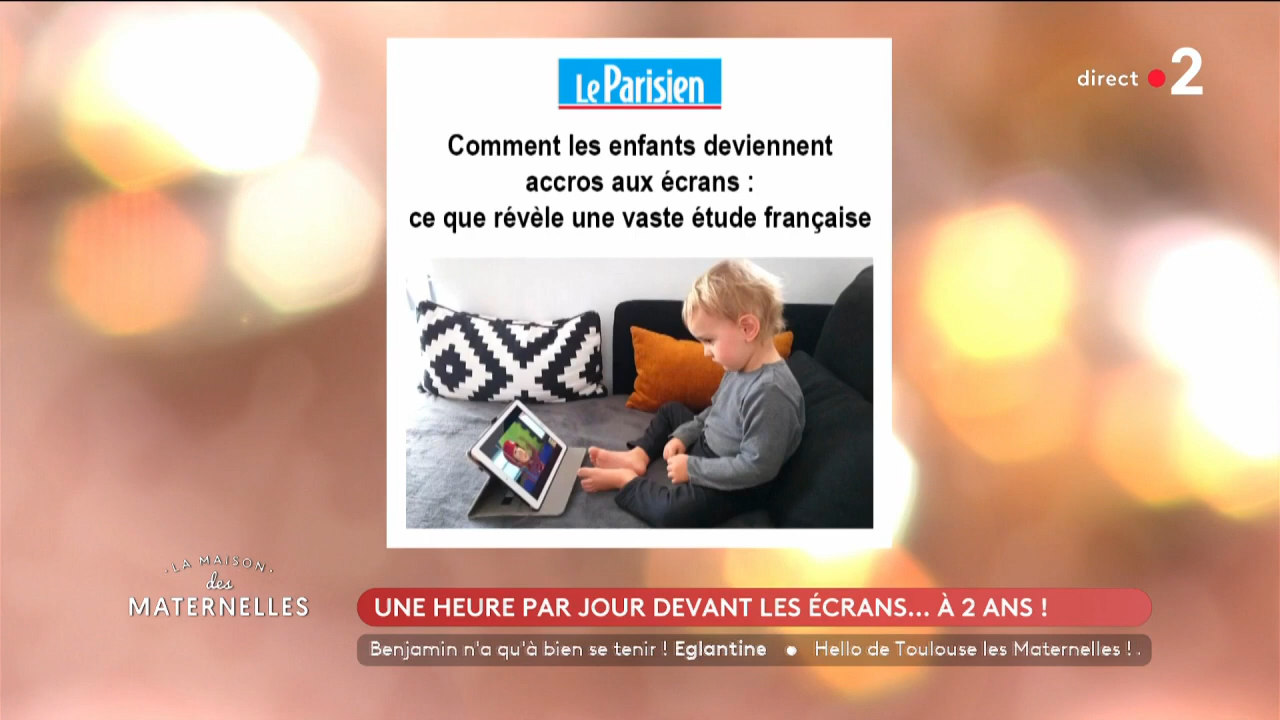 Le Parisien
direct 2
Comment les enfants deviennent
accros aux écrans :
ce que révèle une vaste étude française
· LA MAISON ·
des
MATERNELLES
UNE HEURE PAR JOUR DEVANT LES ÉCRANS... À 2 ANS !
Benjamin n'a qu'à bien se tenir ! Eglantine ● Hello de Toulouse les Maternelles ! .